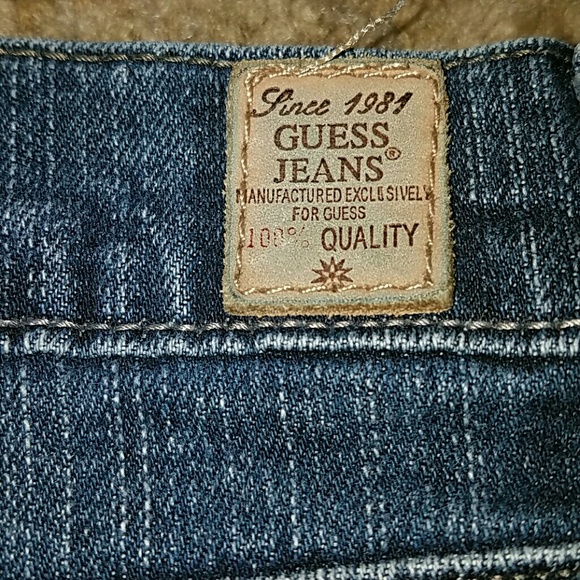 Since 1981
GUESS
JEANS®
MANUFACTURED EXCLUSIVELY
FOR GUESS
100% QUALITY